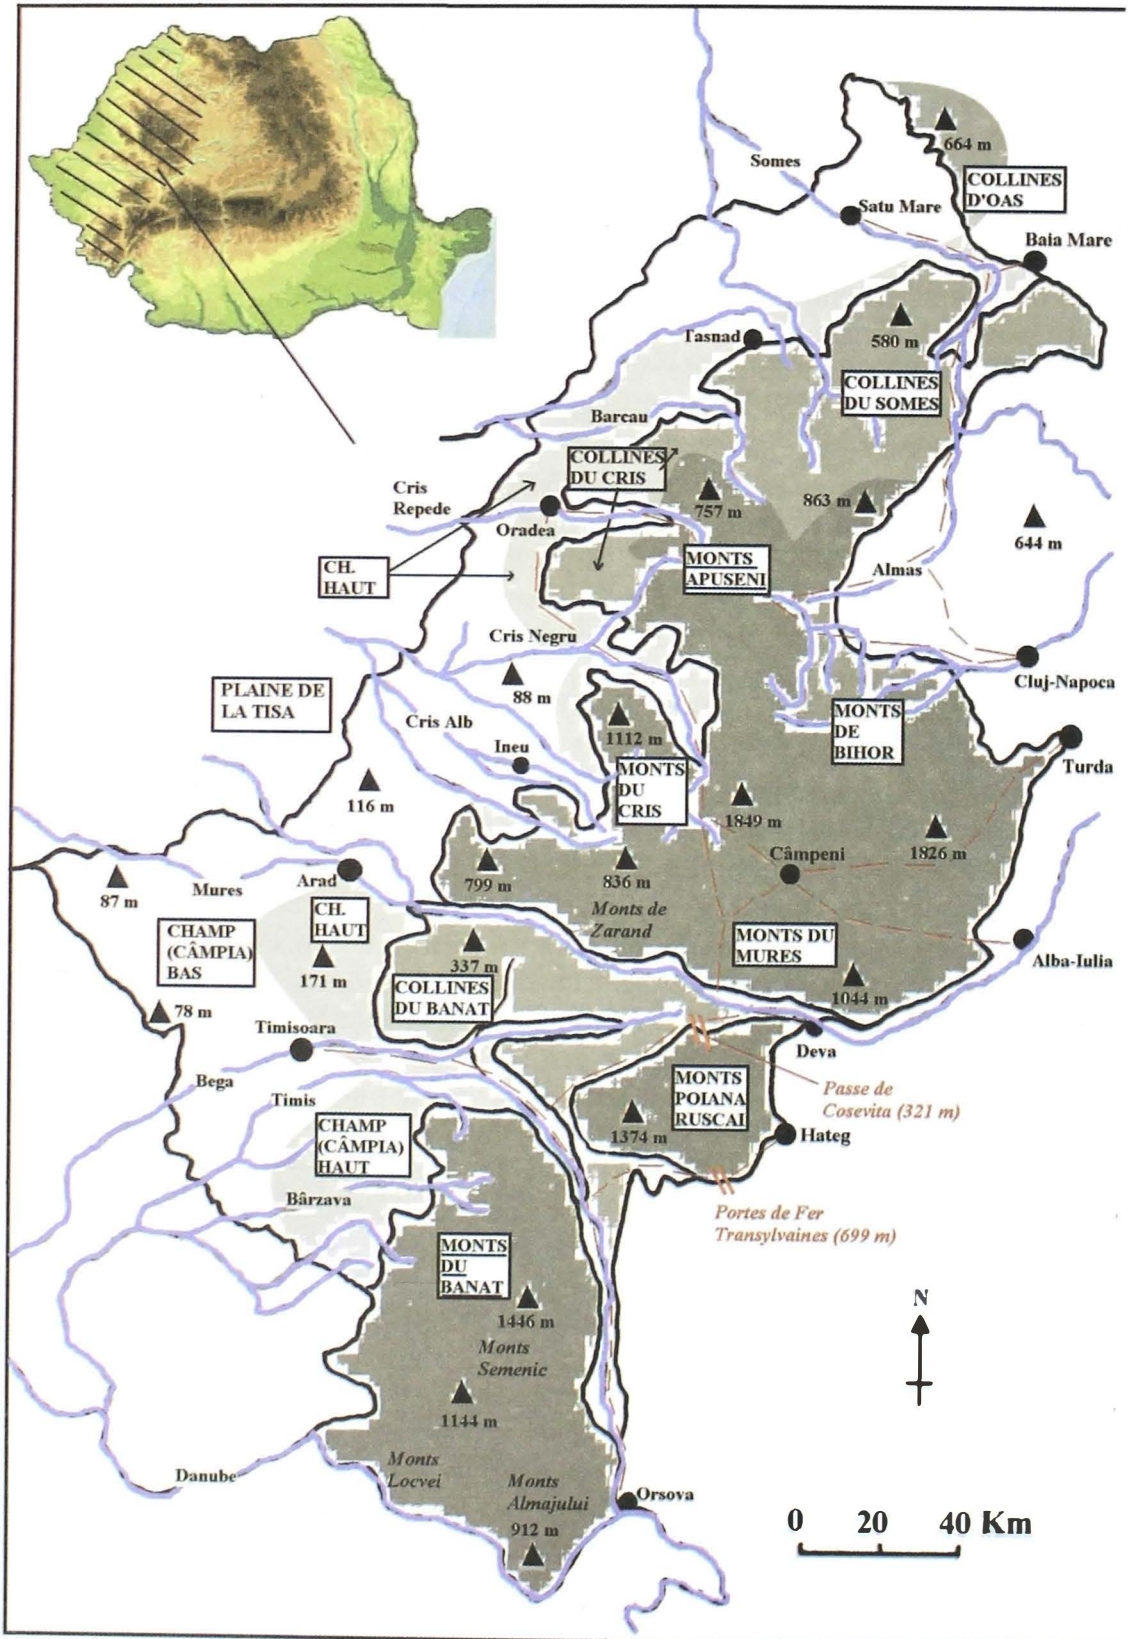 664 m
Somes
COLLINES
D'OAS
Satu Mare
Baia Mare
Tasnad
580 m
COLLINES
DU SOMES
Barcau
COLLINES
DU CRIS
Cris
Repede
757 m
863 m
Oradea
644 m
MONTS
APUSENI
CH.
HAUT
Almas
Cris Negru
Cluj-Napoca
88 m
PLAINE DE
LA TISA
MONTS
DE
BIHOR
Cris Alb
1112 m
Ineu
Turda
MONTS
DU
CRIS
116 m
1849 m
Câmpeni
1826 m
799 m
836 m
Arad
Mures
87 m
Monts de
Zarand
CH.
HAUT
CHAMP
(CÂMPIA)
BAS
MONTS DU
MURES
Alba-Iulia
337 m
171 m
COLLINES
DU BANAT
1044 m
78 m
Timisoara
Deva
Bega
MONTS
POIANA
RUSCAI
Passe de
Cosevita (321 m)
Timis
CHAMP
(CÂMPIA)
HAUT
1374 m
Hateg
Bârzava
Portes de Fer
Transylvaines (699 m)
MONTS
DU
BANAT
N
1446 m
Monts
Semenic
1144 m
Monts
Locvei
Danube
Monts
Almajului
Orsova
912 m
0 20 40 Km